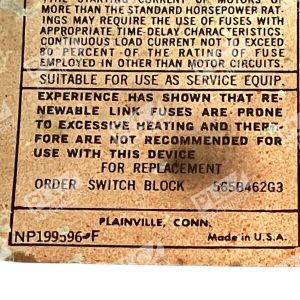 THE STARTING CURRENT OF MOTORS OF
MORE THAN THE STANDARD HORSEPOWER RAT-
INGS MAY REQUIRE THE USE OF FUSES WITH
APPROPRIATE TIME-DELAY CHARACTERISTICS.
CONTINUOUS LOAD CURRENT NOT TO EXCEED
80 PERCENT OF THE RATING OF FUSE
EMPLOYED IN OTHER THAN MOTOR CIRCUITS.
SUITABLE FOR USE AS SERVICE EQUIP.
EXPERIENCE HAS SHOWN THAT RE-
NEWABLE LINK FUSES ARE PRONE
TO EXCESSIVE HEATING AND THERE-
FORE ARE NOT RECOMMENDED FOR
USE WITH THIS DEVICE
FOR REPLACEMENT
ORDER SWITCH BLOCK 565B462G3
PLAINVILLE, CONN.
NP199596-F Made in U.S.A.